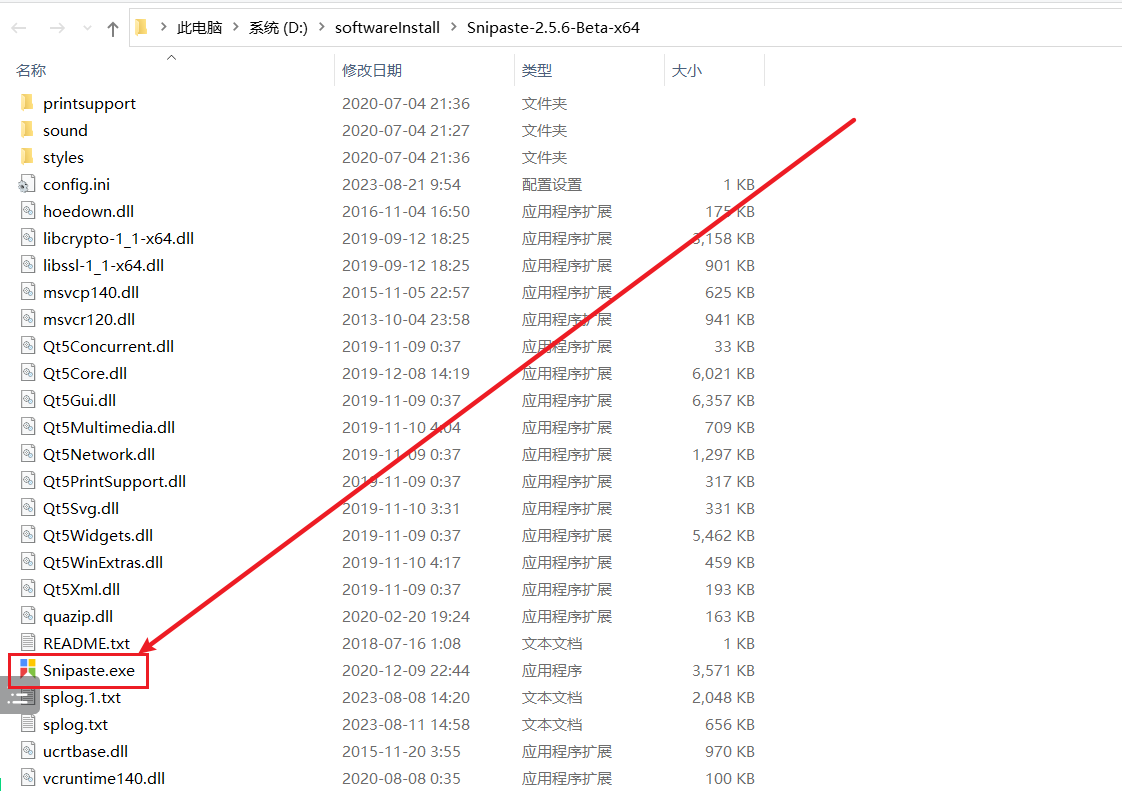 此电脑 > 系统 (D:) > softwareInstall > Snipaste-2.5.6-Beta-x64
名称 修改日期 类型 大小
printsupport 2020-07-04 21:36 文件夹
sound 2020-07-04 21:27 文件夹
styles 2020-07-04 21:36 文件夹
config.ini 2023-08-21 9:54 配置设置 1 KB
hoedown.dll 2016-11-04 16:50 应用程序扩展 175 KB
libcrypto-1_1-x64.dll 2019-09-12 18:25 应用程序扩展 3,158 KB
libssl-1_1-x64.dll 2019-09-12 18:25 应用程序扩展 901 KB
msvcp140.dll 2015-11-05 22:57 应用程序扩展 625 KB
msvcr120.dll 2013-10-04 23:58 应用程序扩展 941 KB
Qt5Concurrent.dll 2019-11-09 0:37 应用程序扩展 33 KB
Qt5Core.dll 2019-12-08 14:19 应用程序扩展 6,021 KB
Qt5Gui.dll 2019-11-09 0:37 应用程序扩展 6,357 KB
Qt5Multimedia.dll 2019-11-10 4:04 应用程序扩展 709 KB
Qt5Network.dll 2019-11-09 0:37 应用程序扩展 1,297 KB
Qt5PrintSupport.dll 2019-11-09 0:37 应用程序扩展 317 KB
Qt5Svg.dll 2019-11-10 3:31 应用程序扩展 331 KB
Qt5Widgets.dll 2019-11-09 0:37 应用程序扩展 5,462 KB
Qt5WinExtras.dll 2019-11-10 4:17 应用程序扩展 459 KB
Qt5Xml.dll 2019-11-09 0:37 应用程序扩展 193 KB
quazip.dll 2020-02-20 19:24 应用程序扩展 163 KB
README.txt 2018-07-16 1:08 文本文档 1 KB
Snipaste.exe 2020-12-09 22:44 应用程序 3,571 KB
splog.1.txt 2023-08-08 14:20 文本文档 2,048 KB
splog.txt 2023-08-11 14:58 文本文档 656 KB
ucrtbase.dll 2015-11-20 3:55 应用程序扩展 970 KB
vcruntime140.dll 2020-08-08 0:35 应用程序扩展 100 KB